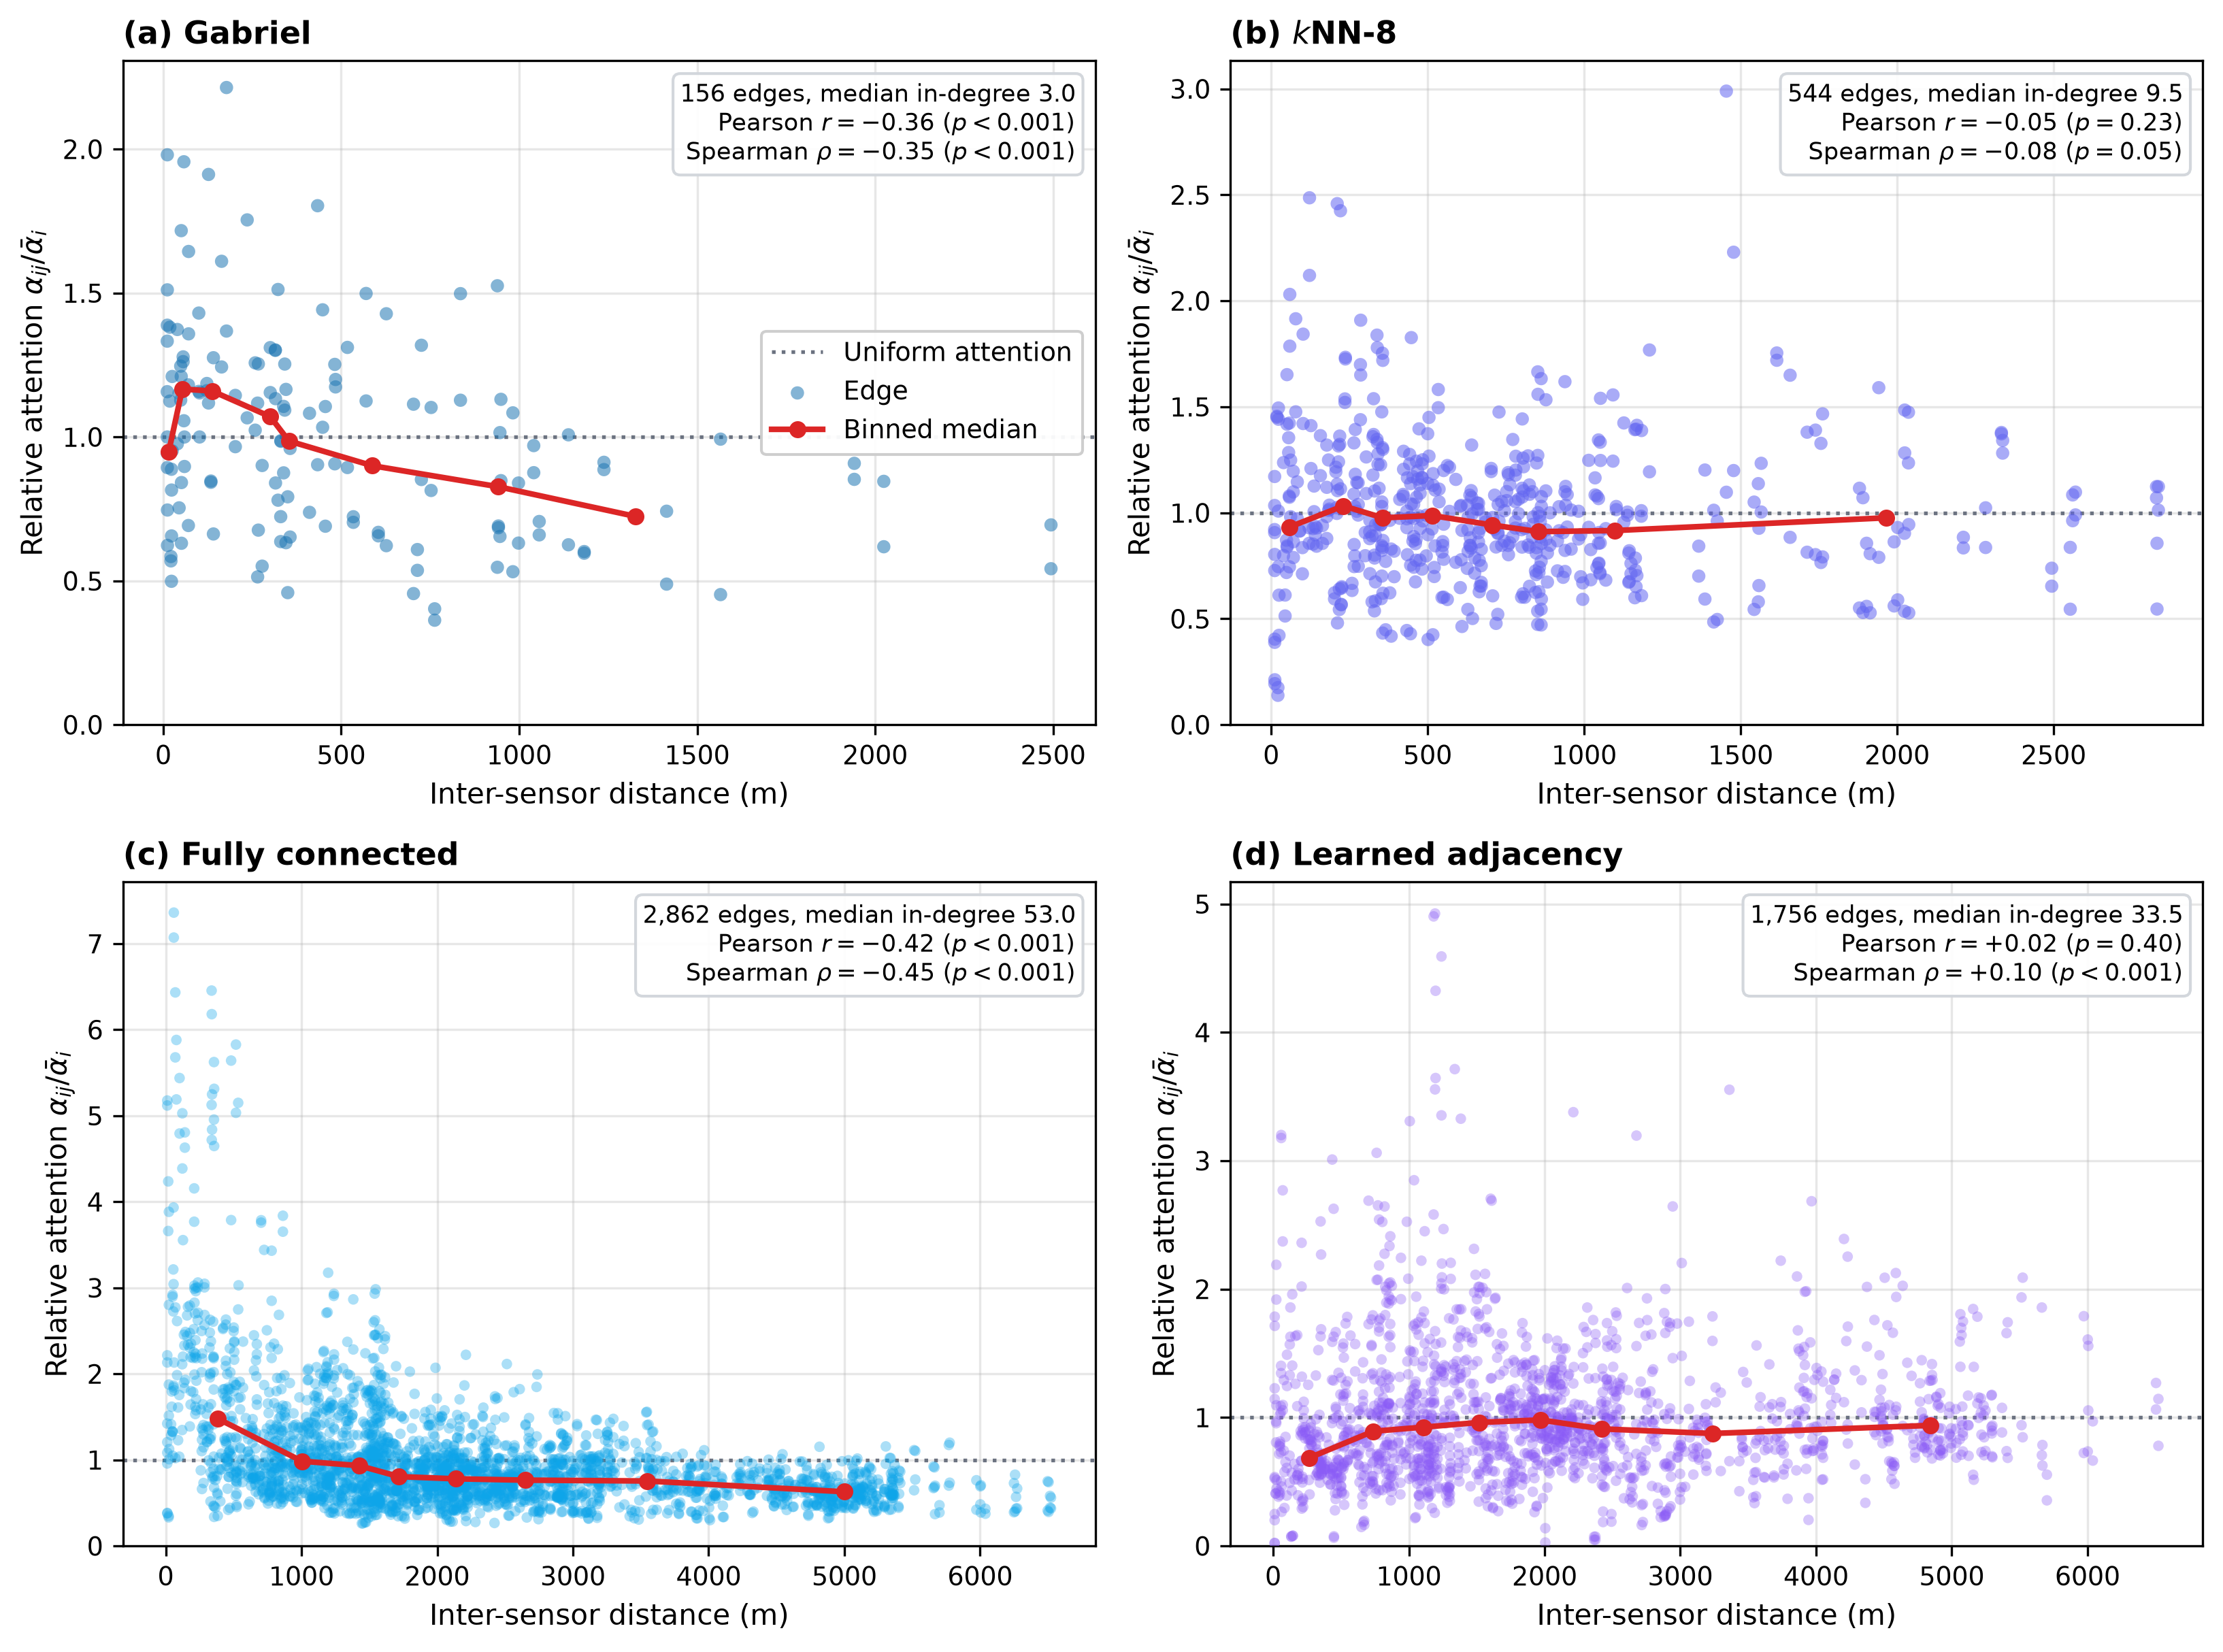 (a) Gabriel
156 edges, median in-degree 3.0
Pearson r = −0.36 (p < 0.001)
Spearman ρ = −0.35 (p < 0.001)
Uniform attention
Edge
Binned median
Relative attention αij/ᾱi
2.0
1.5
1.0
0.5
0.0
0 500 1000 1500 2000 2500
Inter-sensor distance (m)
(b) kNN-8
544 edges, median in-degree 9.5
Pearson r = −0.05 (p = 0.23)
Spearman ρ = −0.08 (p = 0.05)
Relative attention αij/ᾱi
3.0
2.5
2.0
1.5
1.0
0.5
0.0
0 500 1000 1500 2000 2500
Inter-sensor distance (m)
(c) Fully connected
2,862 edges, median in-degree 53.0
Pearson r = −0.42 (p < 0.001)
Spearman ρ = −0.45 (p < 0.001)
Relative attention αij/ᾱi
7
6
5
4
3
2
1
0
0 1000 2000 3000 4000 5000 6000
Inter-sensor distance (m)
(d) Learned adjacency
1,756 edges, median in-degree 33.5
Pearson r = +0.02 (p = 0.40)
Spearman ρ = +0.10 (p < 0.001)
Relative attention αij/ᾱi
5
4
3
2
1
0
0 1000 2000 3000 4000 5000 6000
Inter-sensor distance (m)